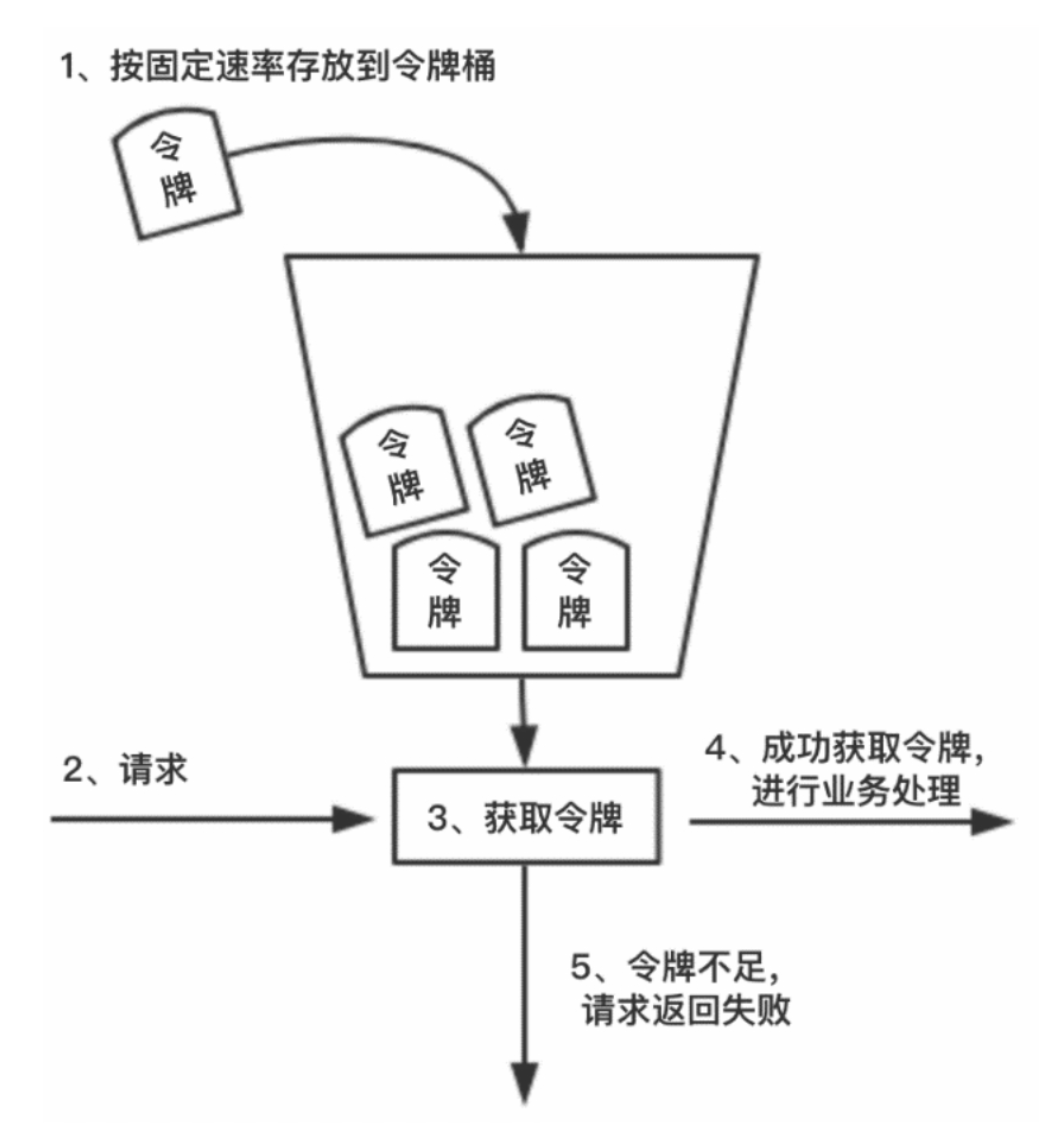 1、按固定速率存放到令牌桶
令
牌
令
牌
令
牌
令
牌
令
牌
2、请求
3、获取令牌
4、成功获取令牌，
进行业务处理
5、令牌不足，
请求返回失败